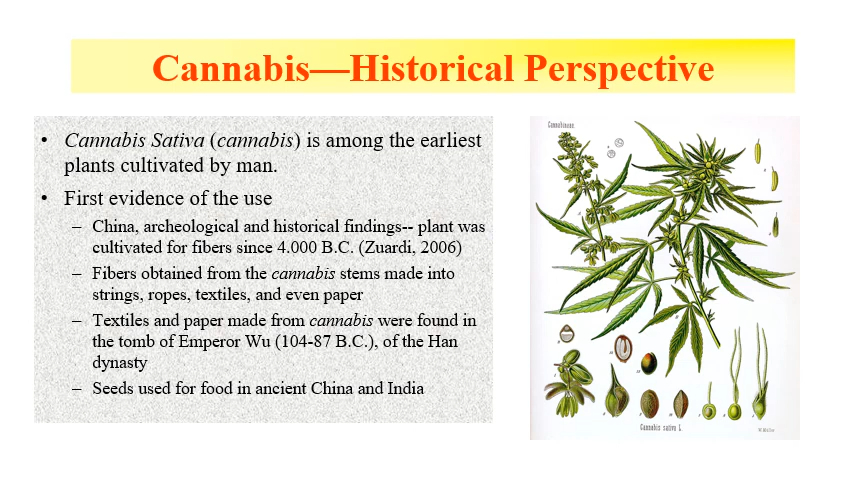 Cannabis—Historical Perspective
• Cannabis Sativa (cannabis) is among the earliest
plants cultivated by man.
• First evidence of the use
– China, archeological and historical findings-- plant was
cultivated for fibers since 4.000 B.C. (Zuardi, 2006)
– Fibers obtained from the cannabis stems made into
strings, ropes, textiles, and even paper
– Textiles and paper made from cannabis were found in
the tomb of Emperor Wu (104-87 B.C.), of the Han
dynasty
– Seeds used for food in ancient China and India
Cannabis sativa L